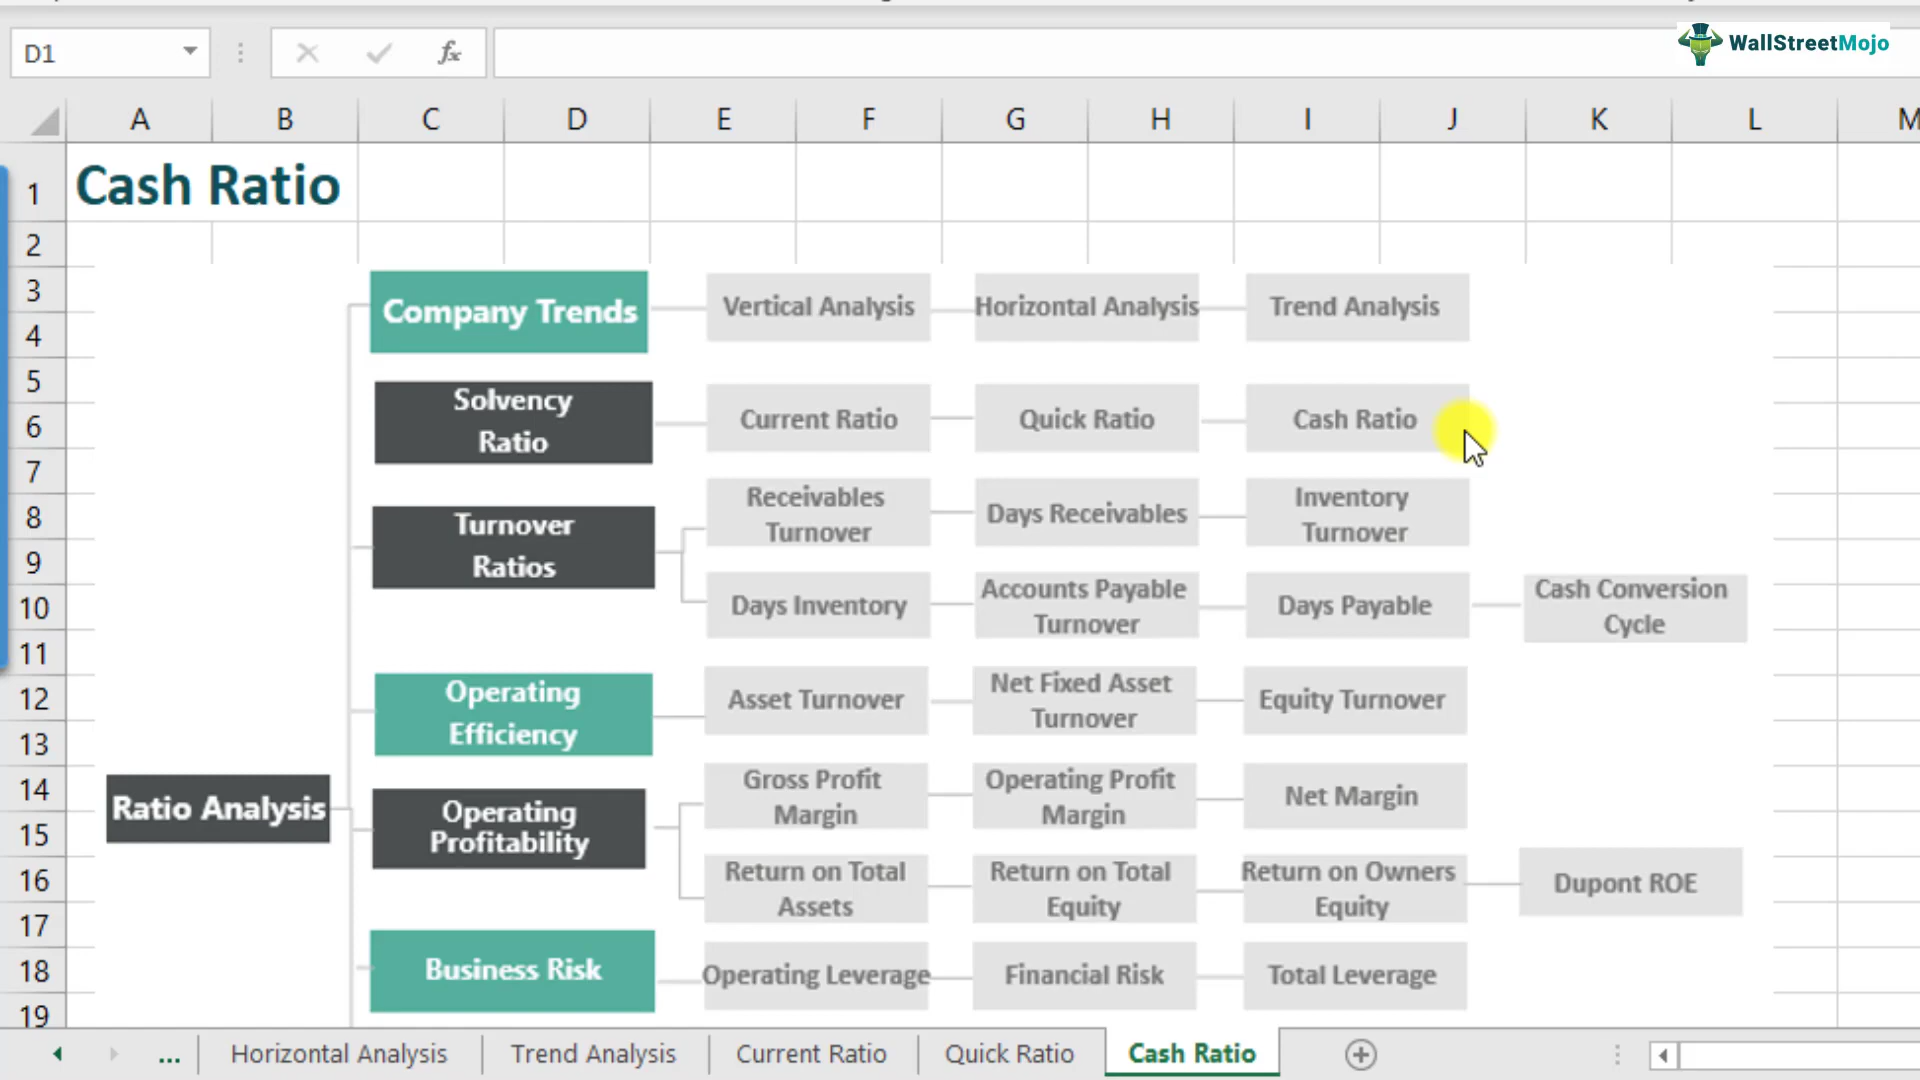 D1
fx
WallStreetMojo
A B C D E F G H I J K L M
1 Cash Ratio
2
3
4
5
6
7
8
9
10
11
12
13
14
15
16
17
18
19
Ratio Analysis
Company Trends
Vertical Analysis
Horizontal Analysis
Trend Analysis
Solvency
Ratio
Current Ratio
Quick Ratio
Cash Ratio
Turnover
Ratios
Receivables
Turnover
Days Receivables
Inventory
Turnover
Days Inventory
Accounts Payable
Turnover
Days Payable
Cash Conversion
Cycle
Operating
Efficiency
Asset Turnover
Net Fixed Asset
Turnover
Equity Turnover
Operating
Profitability
Gross Profit
Margin
Operating Profit
Margin
Net Margin
Return on Total
Assets
Return on Total
Equity
Return on Owners
Equity
Dupont ROE
Business Risk
Operating Leverage
Financial Risk
Total Leverage
... Horizontal Analysis Trend Analysis Current Ratio Quick Ratio Cash Ratio